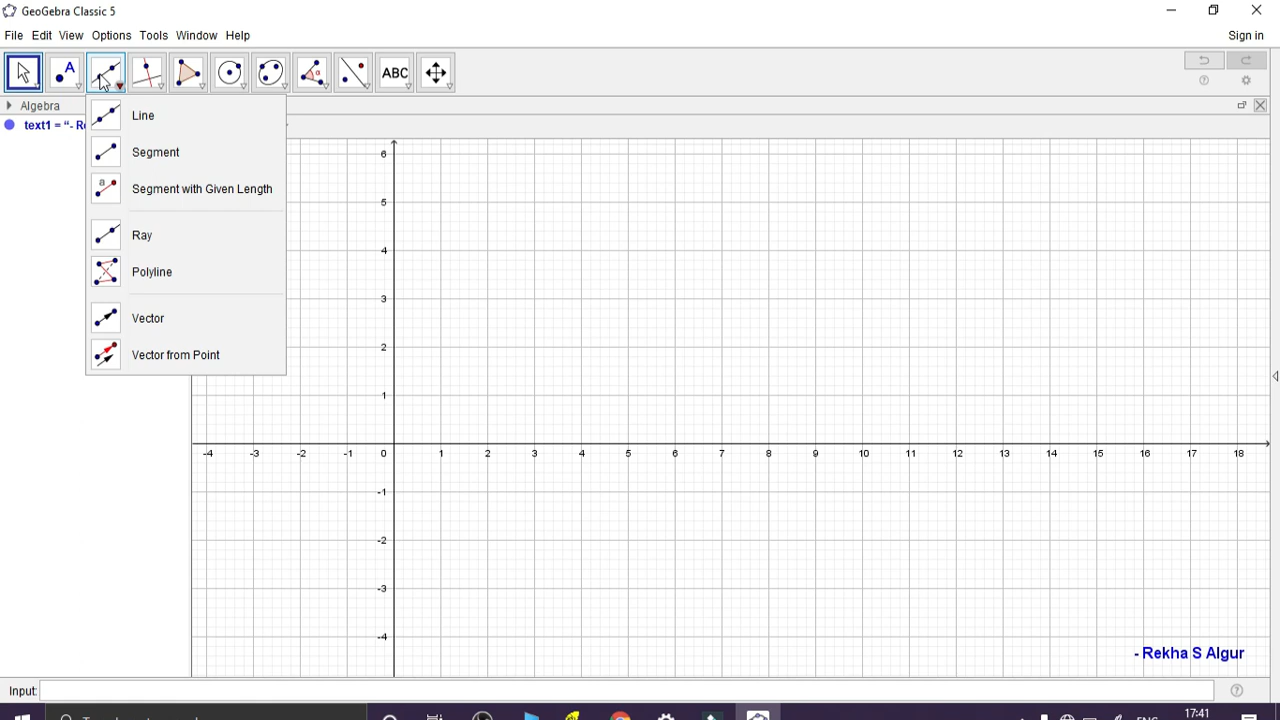 GeoGebra Classic 5
File Edit View Options Tools Window Help
Sign in
A
α
ABC
Algebra
text1 = "- R
Line
Segment
a
Segment with Given Length
Ray
Polyline
Vector
Vector from Point
6
5
4
3
2
1
-4 -3 -2 -1 0 1 2 3 4 5 6 7 8 9 10 11 12 13 14 15 16 17 18
-1
-2
-3
-4
- Rekha S Algur
Input:
17:41